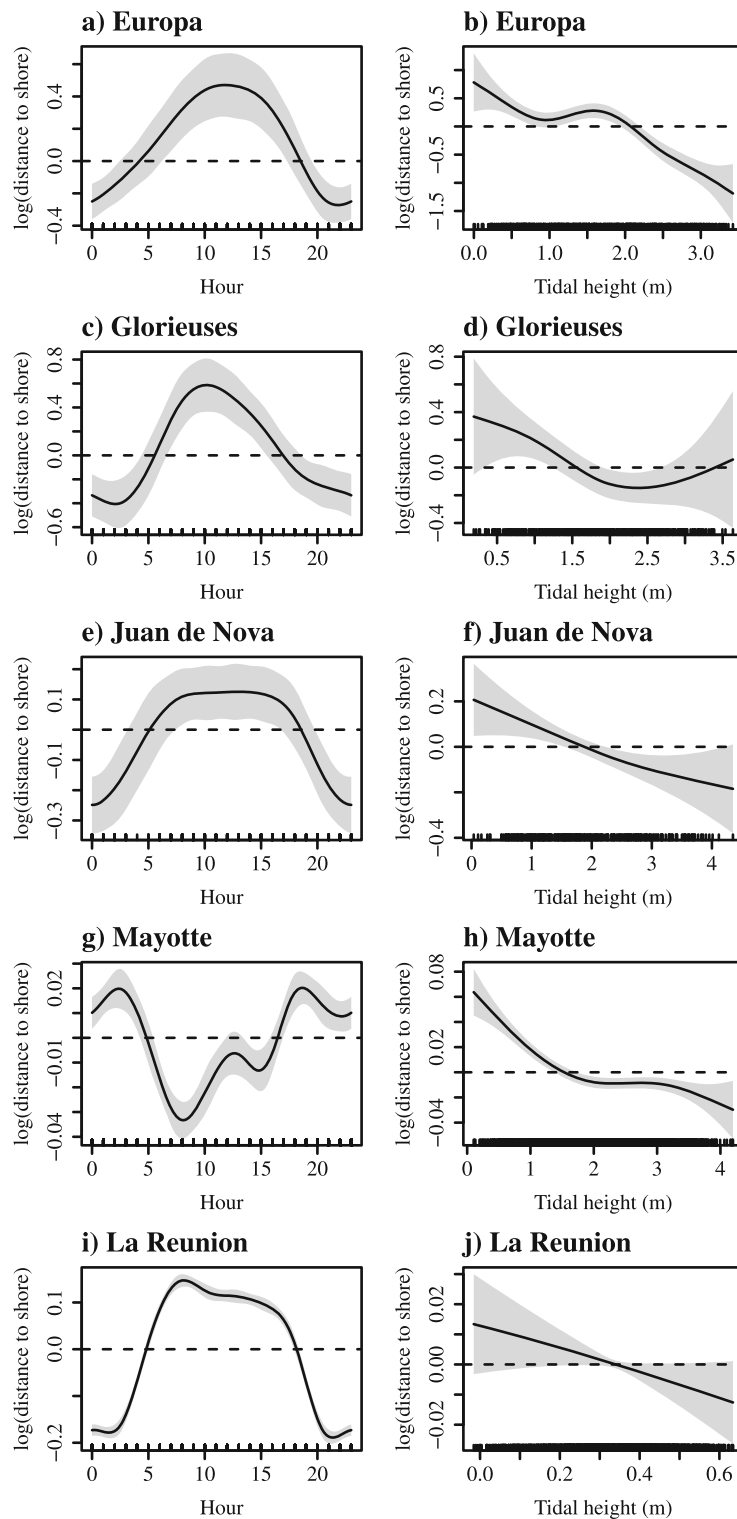 a) Europa
log(distance to shore)
−0.4 0.0 0.4
0 5 10 15 20
Hour
b) Europa
log(distance to shore)
−1.5 −0.5 0.5
0.0 1.0 2.0 3.0
Tidal height (m)
c) Glorieuses
log(distance to shore)
−0.6 0.0 0.4 0.8
0 5 10 15 20
Hour
d) Glorieuses
log(distance to shore)
−0.4 0.0 0.4 0.8
0.5 1.5 2.5 3.5
Tidal height (m)
e) Juan de Nova
log(distance to shore)
−0.3 −0.1 0.1
0 5 10 15 20
Hour
f) Juan de Nova
log(distance to shore)
−0.4 0.0 0.2
0 1 2 3 4
Tidal height (m)
g) Mayotte
log(distance to shore)
−0.04 −0.01 0.02
0 5 10 15 20
Hour
h) Mayotte
log(distance to shore)
−0.04 0.02 0.08
0 1 2 3 4
Tidal height (m)
i) La Reunion
log(distance to shore)
−0.2 0.0 0.1
0 5 10 15 20
Hour
j) La Reunion
log(distance to shore)
−0.02 0.00 0.02
0.0 0.2 0.4 0.6
Tidal height (m)